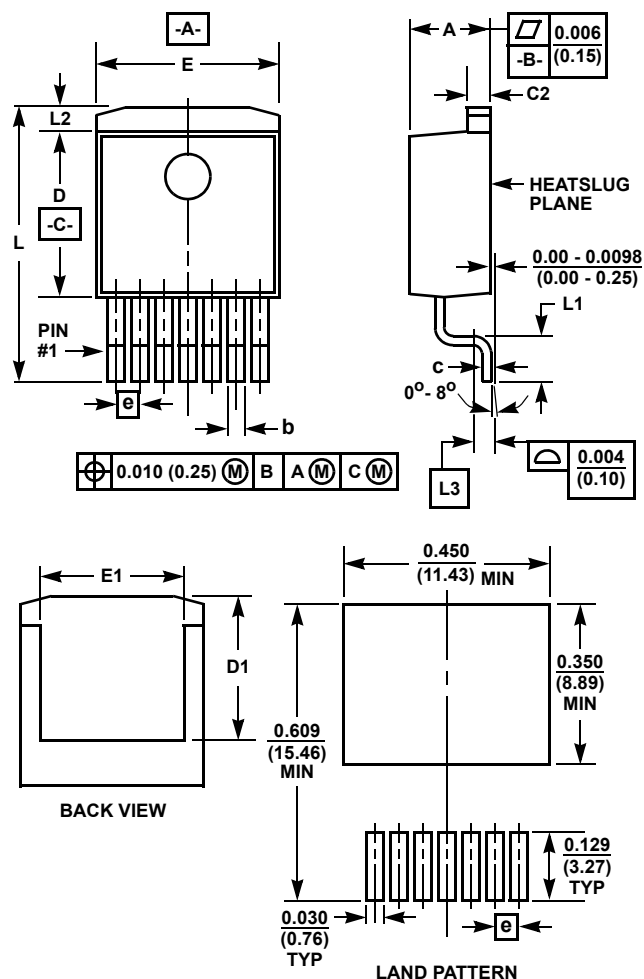 -A-
E
L2
D
-C-
L
PIN
#1
e
b
0.010 (0.25) Ⓜ B A Ⓜ C Ⓜ
A
0.006
(0.15)
-B-
C2
HEATSLUG
PLANE
0.00 - 0.0098
(0.00 - 0.25)
L1
c
0° - 8°
L3
0.004
(0.10)
E1
D1
BACK VIEW
0.450
(11.43) MIN
0.350
(8.89)
MIN
0.609
(15.46)
MIN
0.129
(3.27)
TYP
0.030
(0.76)
TYP
e
LAND PATTERN